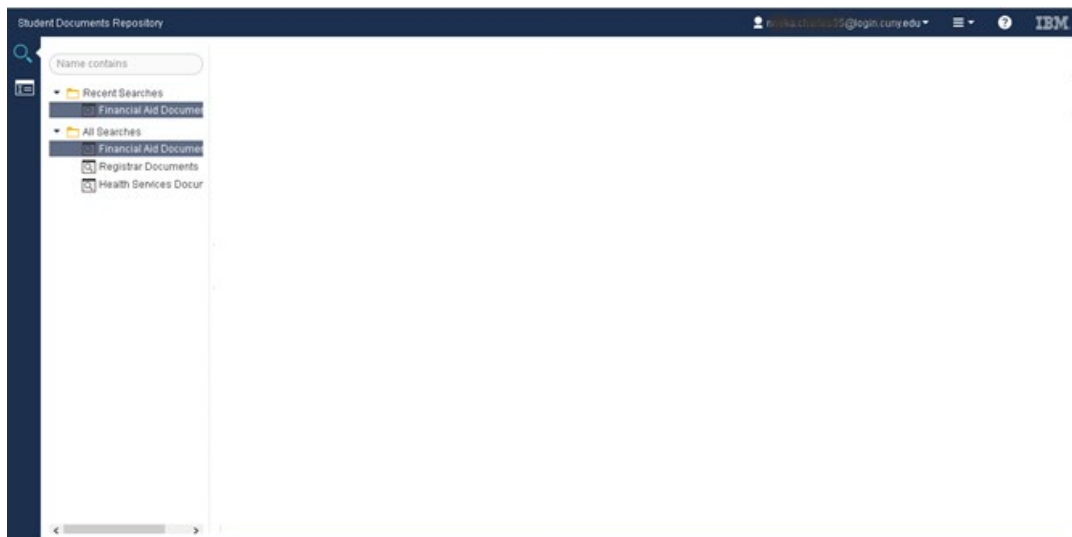 Student Documents Repository
@login.cuny.edu
IBM
Name contains
Recent Searches
Financial Aid Documen
All Searches
Financial Aid Documen
Registrar Documents
Health Services Docur